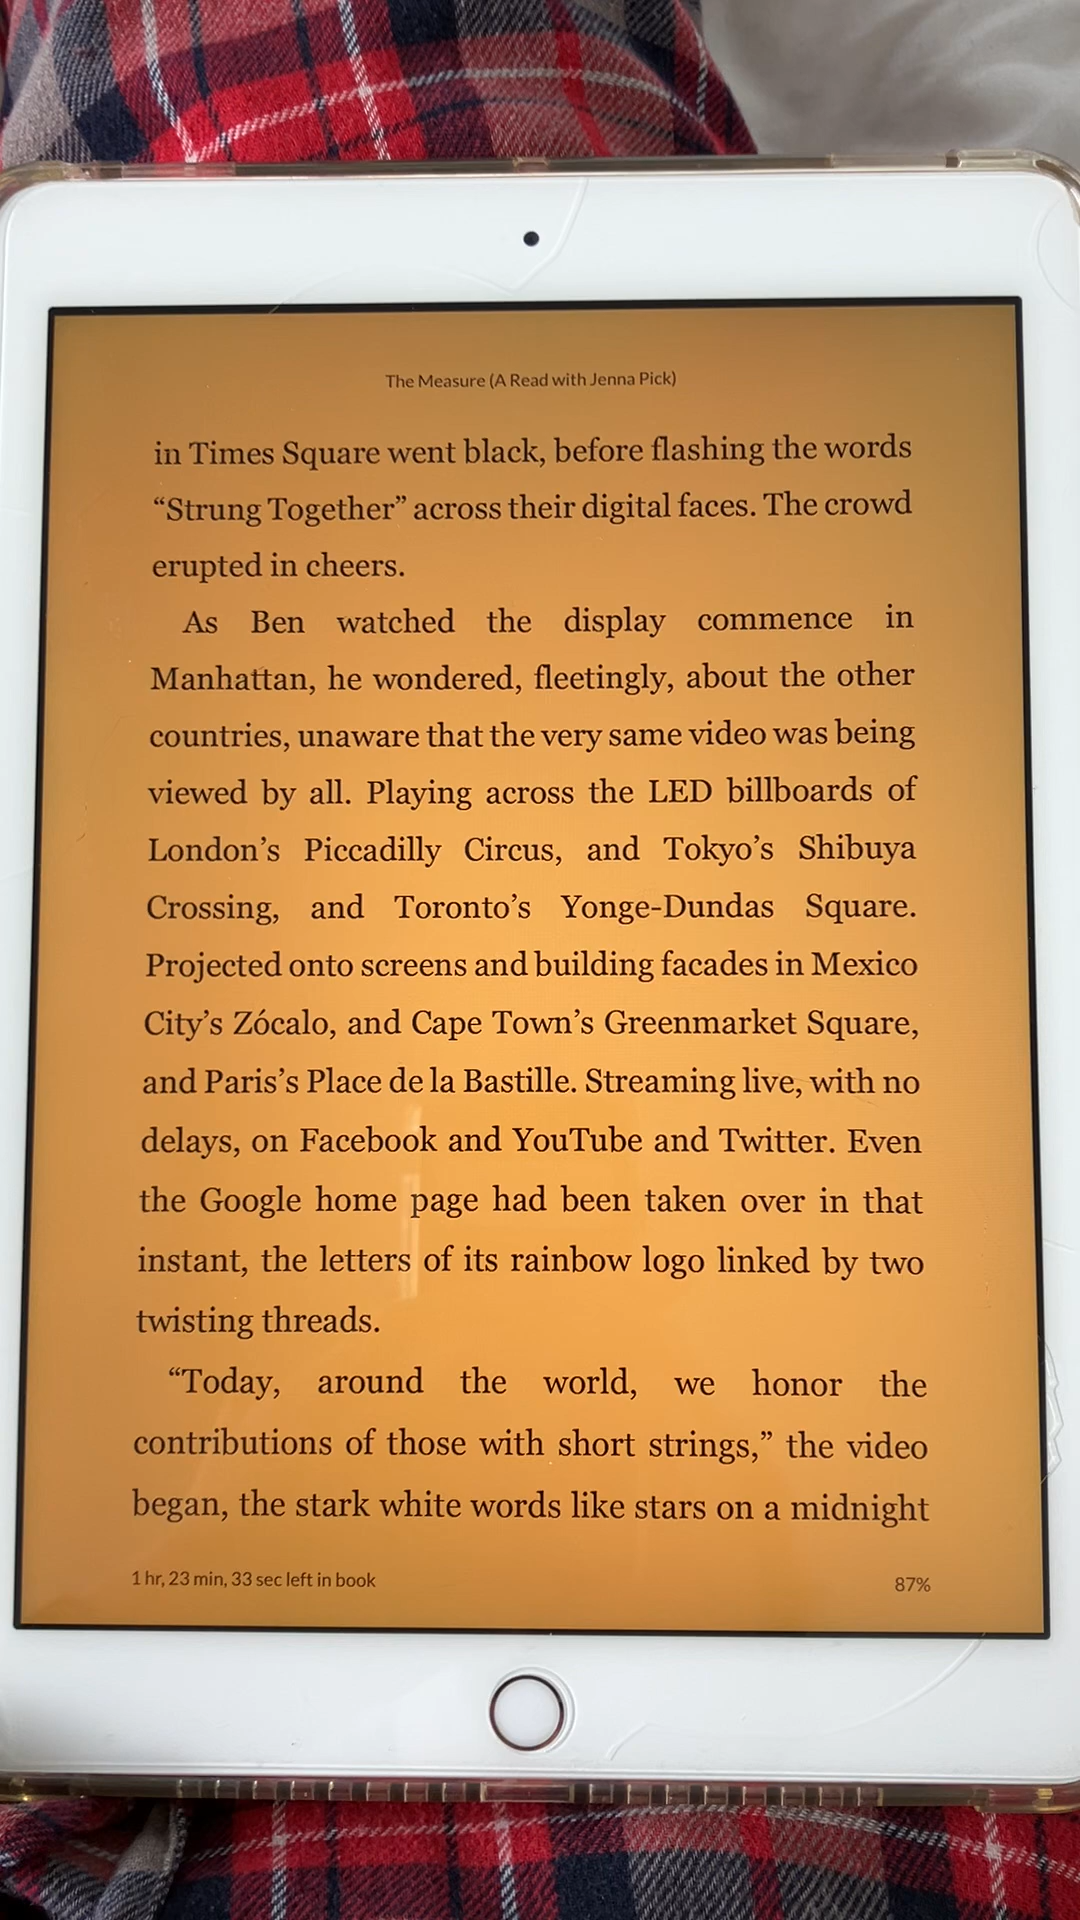 The Measure (A Read with Jenna Pick)
in Times Square went black, before flashing the words
“Strung Together” across their digital faces. The crowd
erupted in cheers.
As Ben watched the display commence in
Manhattan, he wondered, fleetingly, about the other
countries, unaware that the very same video was being
viewed by all. Playing across the LED billboards of
London’s Piccadilly Circus, and Tokyo’s Shibuya
Crossing, and Toronto’s Yonge-Dundas Square.
Projected onto screens and building facades in Mexico
City’s Zócalo, and Cape Town’s Greenmarket Square,
and Paris’s Place de la Bastille. Streaming live, with no
delays, on Facebook and YouTube and Twitter. Even
the Google home page had been taken over in that
instant, the letters of its rainbow logo linked by two
twisting threads.
“Today, around the world, we honor the
contributions of those with short strings,” the video
began, the stark white words like stars on a midnight
1 hr, 23 min, 33 sec left in book
87%